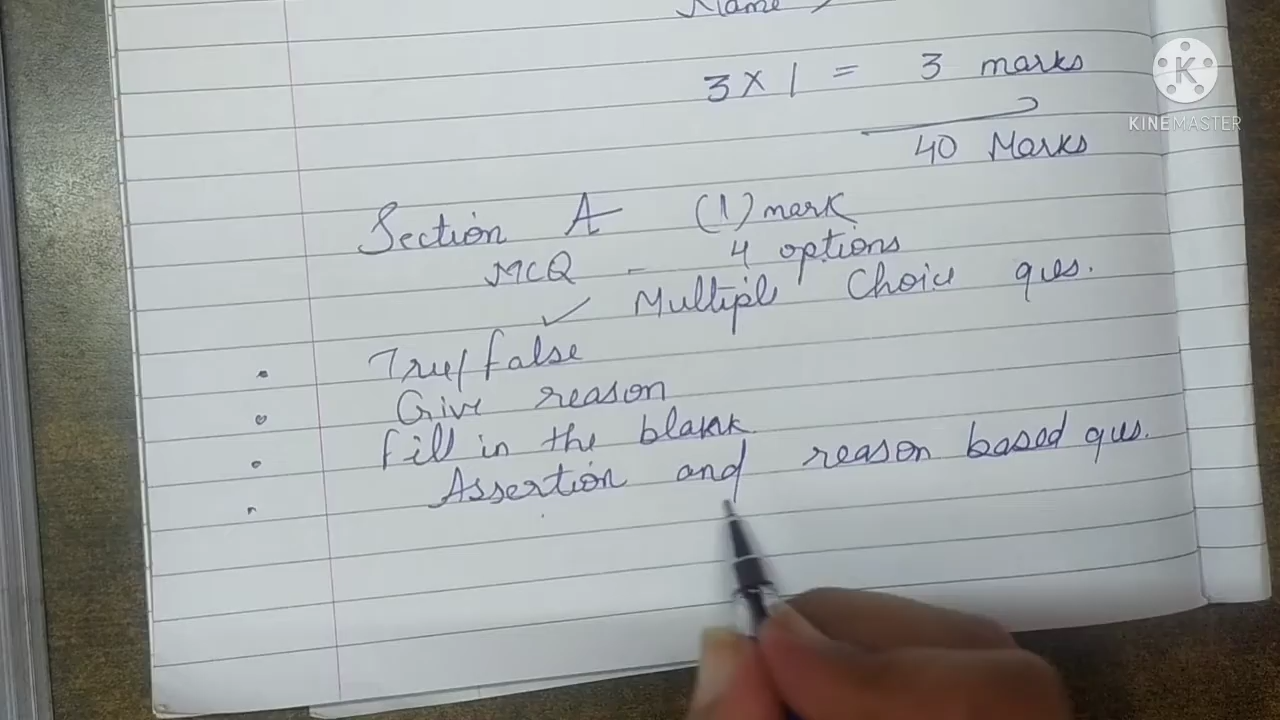 Name
3 × 1 = 3 marks
40 Marks
Section A (1) mark
MCQ - 4 options
Multiple Choice ques.
True/false
Give reason
Fill in the blank
Assertion and reason based ques.
K
KINEMASTER